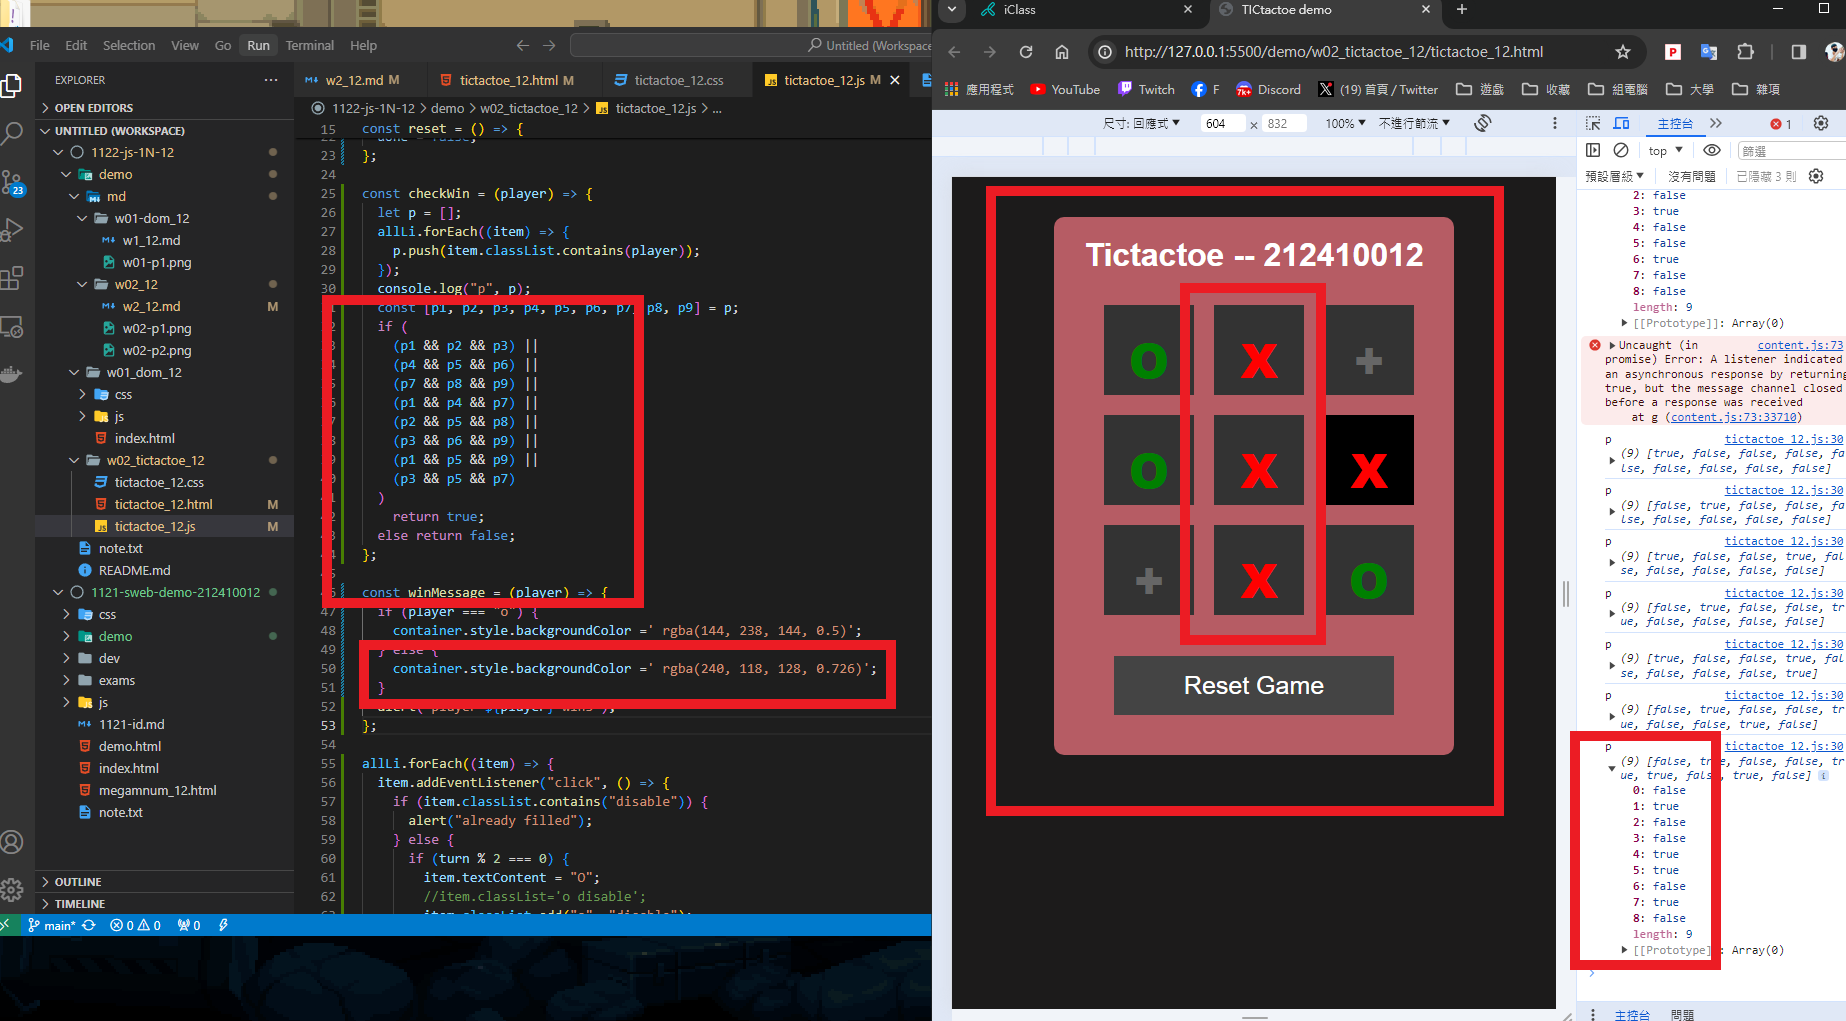 File Edit Selection View Go Run Terminal Help
Untitled (Workspace
EXPLORER
OPEN EDITORS
UNTITLED (WORKSPACE)
1122-js-1N-12
demo
md
w01-dom_12
w1_12.md
w01-p1.png
w02_12
w2_12.md M
w02-p1.png
w02-p2.png
w01_dom_12
css
js
index.html
w02_tictactoe_12
tictactoe_12.css
tictactoe_12.html M
tictactoe_12.js M
note.txt
README.md
1121-sweb-demo-212410012
css
demo
dev
exams
js
1121-id.md
demo.html
index.html
megamnum_12.html
note.txt
OUTLINE
TIMELINE
23
main* 0 0 0
w2_12.md M tictactoe_12.html M tictactoe_12.css tictactoe_12.js M
1122-js-1N-12 > demo > w02_tictactoe_12 > tictactoe_12.js > ...
15 const reset = () => {
23 };
24
25 const checkWin = (player) => {
26 let p = [];
27 allLi.forEach((item) => {
28 p.push(item.classList.contains(player));
29 });
30 console.log("p", p);
const [p1, p2, p3, p4, p5, p6, p7, p8, p9] = p;
if (
(p1 && p2 && p3) ||
(p4 && p5 && p6) ||
(p7 && p8 && p9) ||
(p1 && p4 && p7) ||
(p2 && p5 && p8) ||
(p3 && p6 && p9) ||
(p1 && p5 && p9) ||
(p3 && p5 && p7)
)
return true;
else return false;
};
const winMessage = (player) => {
47 if (player === "o") {
48 container.style.backgroundColor =' rgba(144, 238, 144, 0.5)';
49 } else {
50 container.style.backgroundColor =' rgba(240, 118, 128, 0.726)';
51 }
52
53 };
54
55 allLi.forEach((item) => {
56 item.addEventListener("click", () => {
57 if (item.classList.contains("disable")) {
58 alert("already filled");
59 } else {
60 if (turn % 2 === 0) {
61 item.textContent = "O";
62 //item.classList='o disable';
iClass TICtactoe demo
http://127.0.0.1:5500/demo/w02_tictactoe_12/tictactoe_12.html
應用程式 YouTube Twitch F Discord (19) 首頁 / Twitter 遊戲 收藏 組電腦 大學 雜項
尺寸: 回應式 604 × 832 100% 不進行節流
Tictactoe -- 212410012
O X +
O X X
+ X O
Reset Game
主控台 1
top 篩選
預設層級 沒有問題 已隱藏 3 則
2: false
3: true
4: false
5: false
6: true
7: false
8: false
length: 9
[[Prototype]]: Array(0)
Uncaught (in content.js:73
promise) Error: A listener indicated
an asynchronous response by returning
true, but the message channel closed
before a response was received
at g (content.js:73:33710)
p tictactoe_12.js:30
(9) [true, false, false, false, fa
lse, false, false, false, false]
p tictactoe_12.js:30
(9) [false, true, false, false, fa
lse, false, false, false, false]
p tictactoe_12.js:30
(9) [true, false, false, true, fal
se, false, false, false, false]
p tictactoe_12.js:30
(9) [false, true, false, false, tr
ue, false, false, false, false]
p tictactoe_12.js:30
(9) [true, false, false, true, fal
se, false, false, false, true]
p tictactoe_12.js:30
(9) [false, true, false, false, tr
ue, false, false, true, false]
p tictactoe_12.js:30
(9) [false, true, false, false, tr
ue, true, false, true, false]
0: false
1: true
2: false
3: false
4: true
5: true
6: false
7: true
8: false
length: 9
[[Prototype]]: Array(0)
主控台 問題